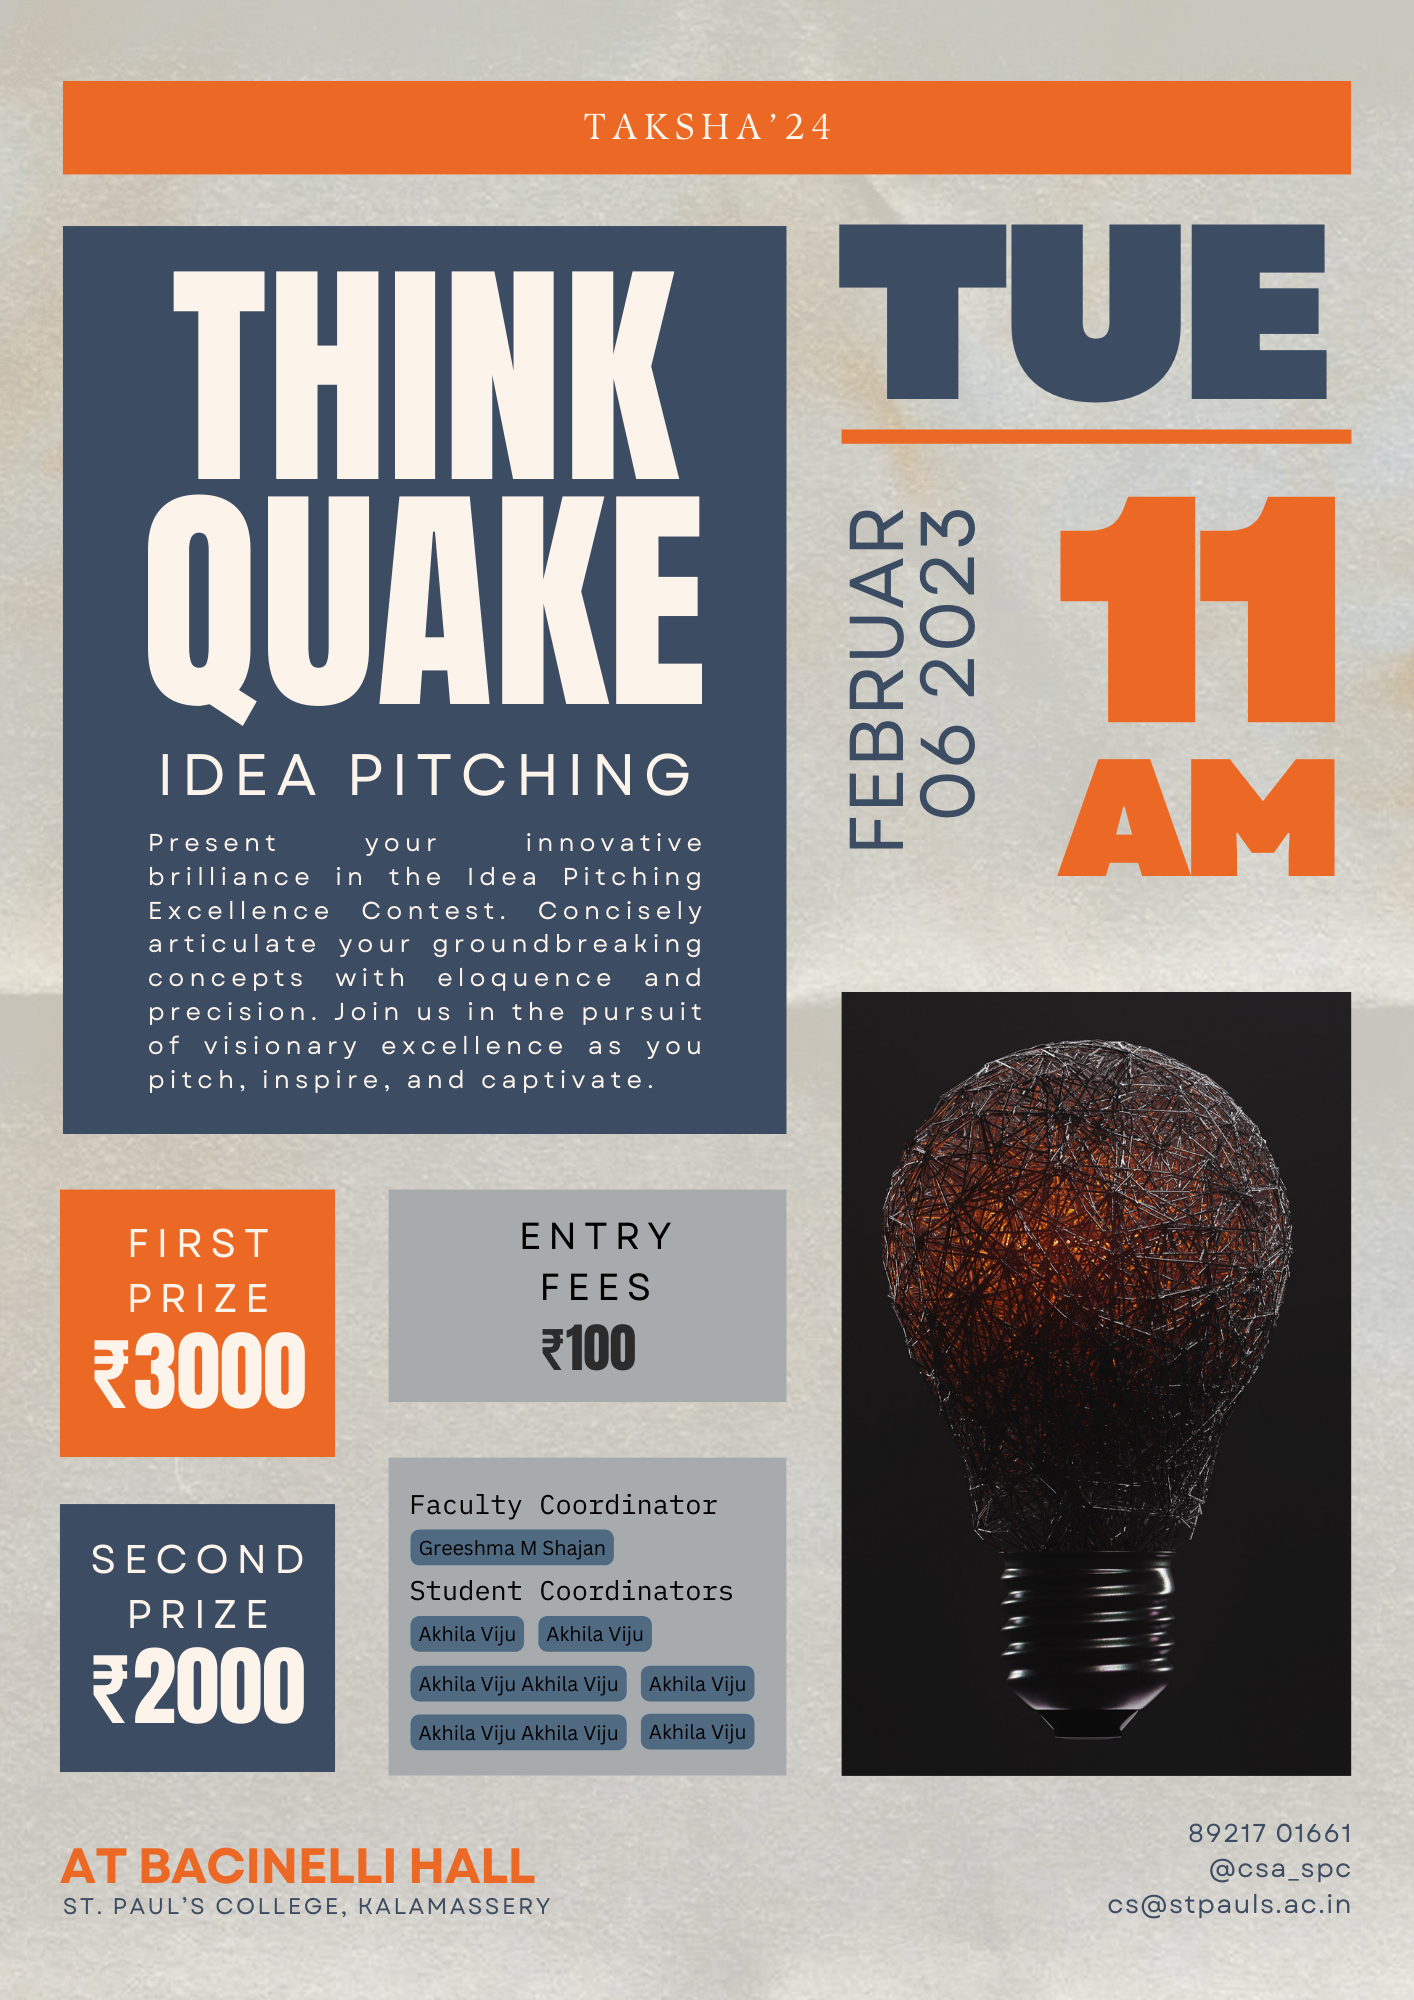 TAKSHA’24
THINK
QUAKE
IDEA PITCHING
Present your innovative
brilliance in the Idea Pitching
Excellence Contest. Concisely
articulate your groundbreaking
concepts with eloquence and
precision. Join us in the pursuit
of visionary excellence as you
pitch, inspire, and captivate.
TUE
FEBRUAR
06 2023
11
AM
FIRST
PRIZE
₹3000
SECOND
PRIZE
₹2000
ENTRY
FEES
₹100
Faculty Coordinator
Greeshma M Shajan
Student Coordinators
Akhila Viju Akhila Viju
Akhila Viju Akhila Viju Akhila Viju
Akhila Viju Akhila Viju Akhila Viju
AT BACINELLI HALL
ST. PAUL’S COLLEGE, KALAMASSERY
89217 01661
@csa_spc
cs@stpauls.ac.in